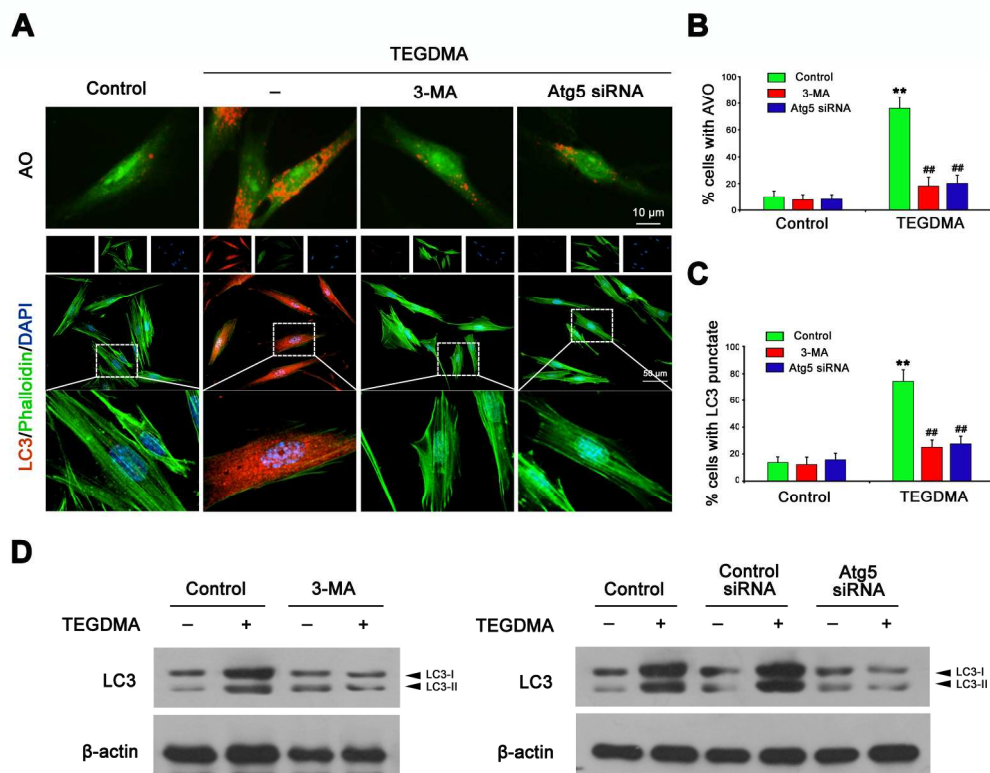 A
TEGDMA
Control
–
3-MA
Atg5 siRNA
AO
10 µm
LC3/Phalloidin/DAPI
50 µm
B
% cells with AVO
100
80
60
40
20
0
Control
3-MA
Atg5 siRNA
**
##
##
Control
TEGDMA
C
% cells with LC3 punctate
100
80
60
40
20
0
Control
3-MA
Atg5 siRNA
**
##
##
Control
TEGDMA
D
Control
3-MA
TEGDMA
–
+
–
+
LC3
LC3-I
LC3-II
β-actin
Control
Control siRNA
Atg5 siRNA
TEGDMA
–
+
–
+
–
+
LC3
LC3-I
LC3-II
β-actin